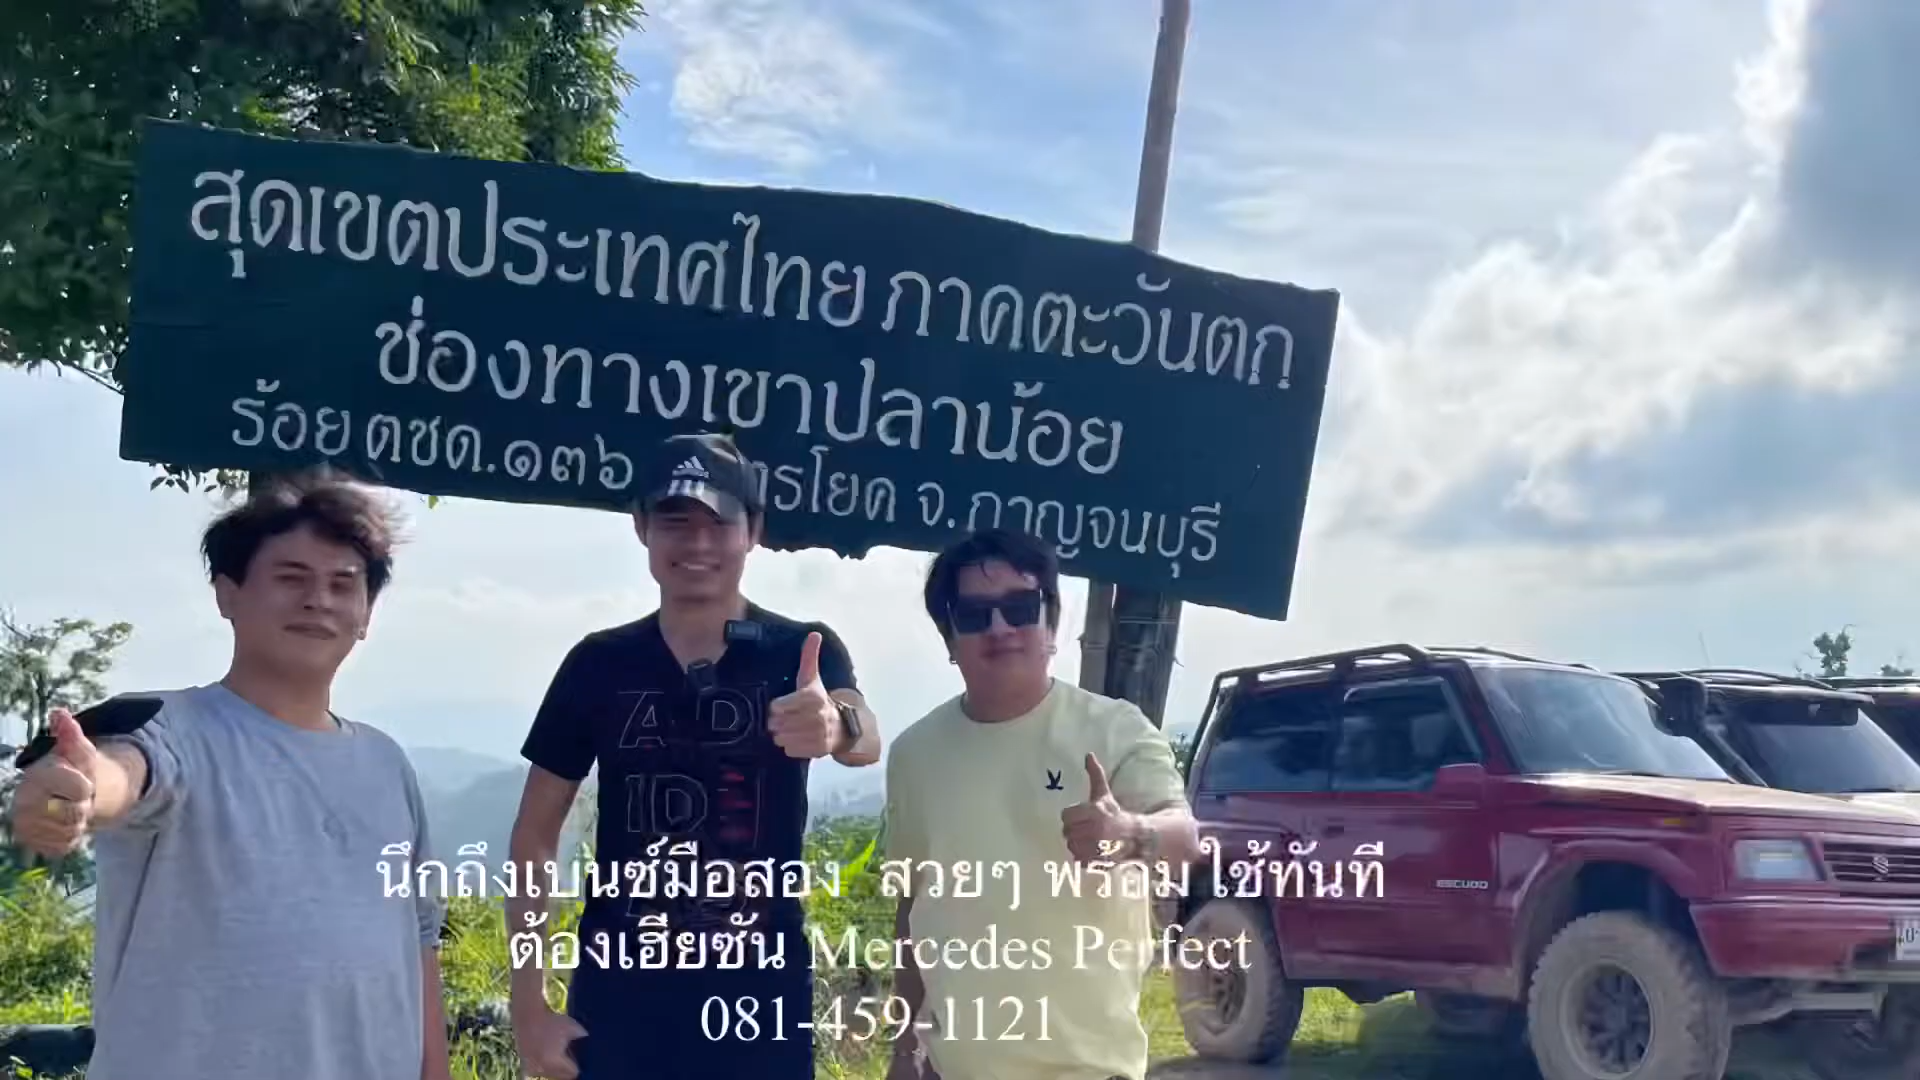 สุดเขตประเทศไทย ภาคตะวันตก
ช่องทางเขาปลาน้อย
ร้อย ตชด.๑๓๖ จ.กาญจนบุรี
นึกถึงเบนซ์มือสอง สวยๆ พร้อม ใช้ทันที
ต้องเฮียซัน Mercedes Perfect
081-459-1121
ESCUDO